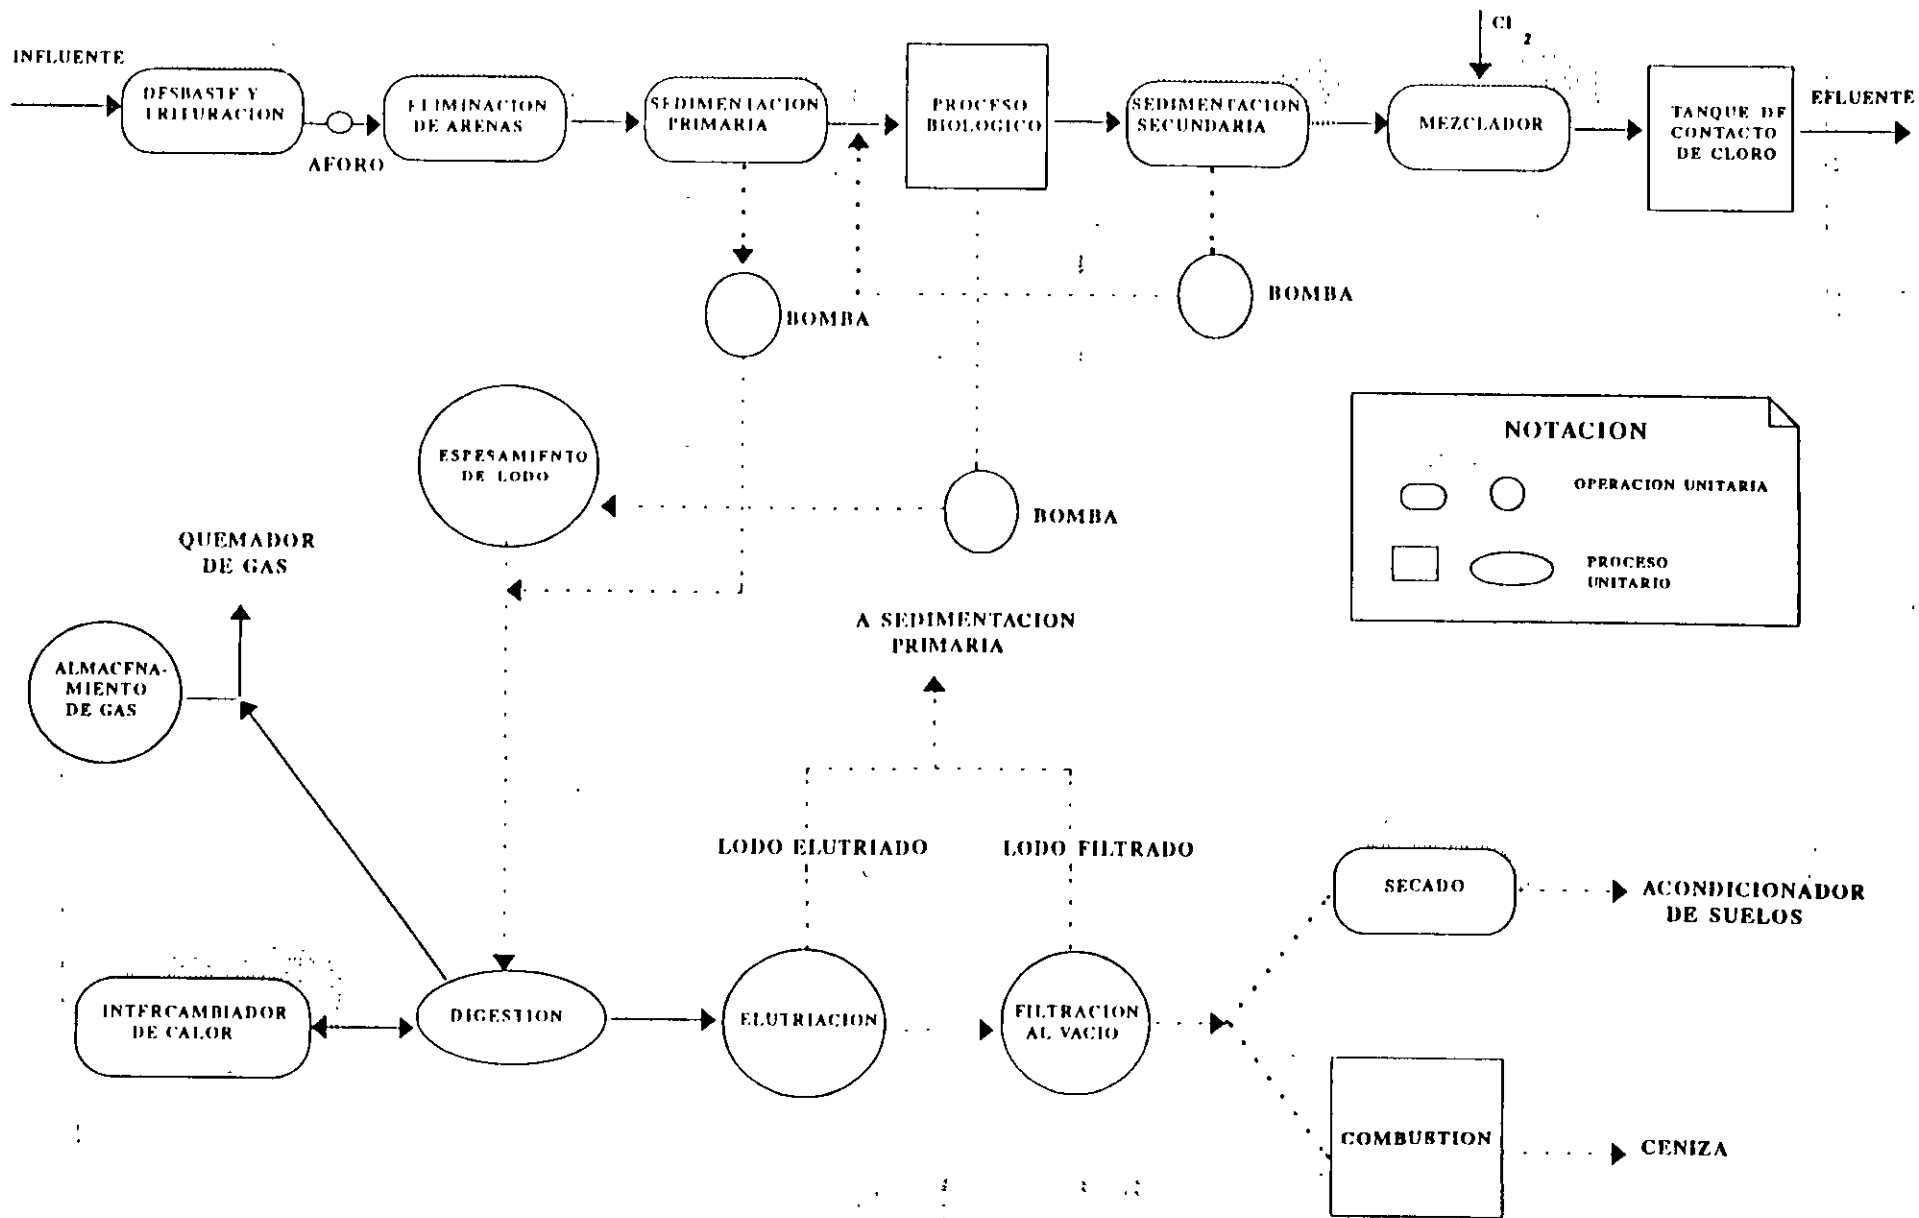 INFLUENTE
DESBASTE Y
TRITURACION
AFORO
ELIMINACION
DE ARENAS
SEDIMENTACION
PRIMARIA
PROCESO
BIOLOGICO
SEDIMENTACION
SECUNDARIA
Cl 2
MEZCLADOR
TANQUE DE
CONTACTO
DE CLORO
EFLUENTE
BOMBA
BOMBA
ESPESAMIENTO
DE LODO
BOMBA
NOTACION
OPERACION UNITARIA
PROCESO
UNITARIO
QUEMADOR
DE GAS
ALMACENA-
MIENTO
DE GAS
A SEDIMENTACION
PRIMARIA
LODO ELUTRIADO
LODO FILTRADO
SECADO
ACONDICIONADOR
DE SUELOS
INTERCAMBIADOR
DE CALOR
DIGESTION
ELUTRIACION
FILTRACION
AL VACIO
COMBUSTION
CENIZA